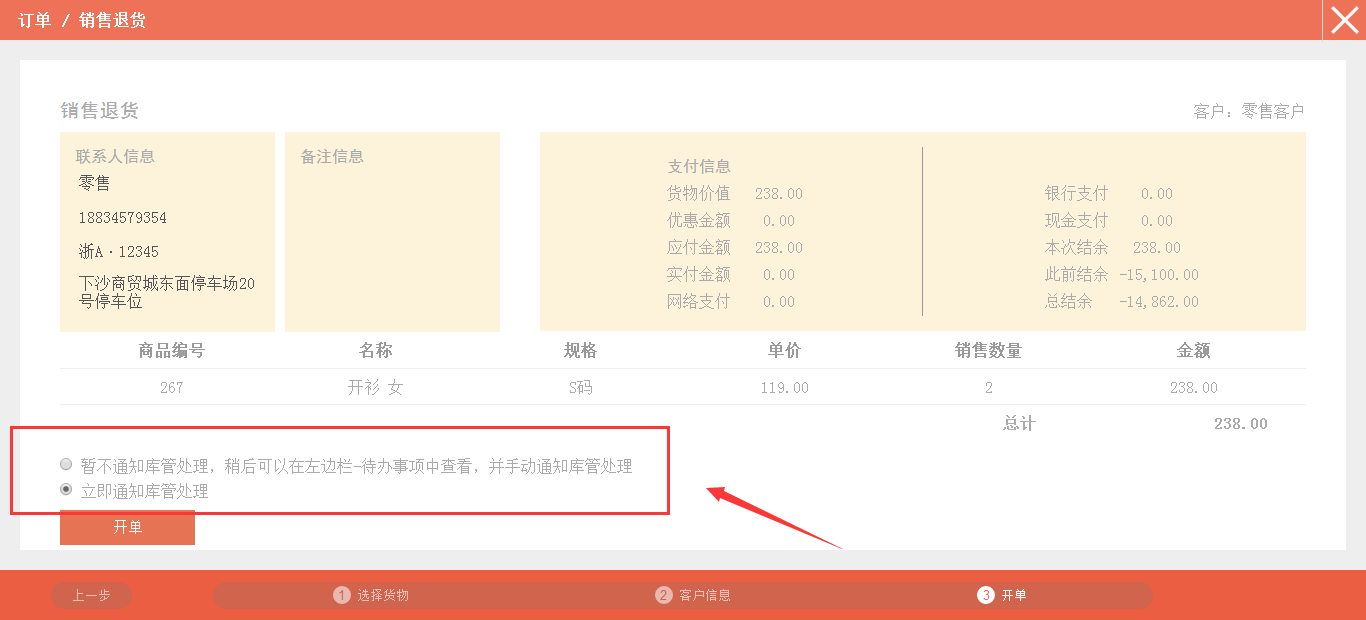 订单 / 销售退货
销售退货
客户：零售客户
联系人信息
零售
18834579354
浙A·12345
下沙商贸城东面停车场20
号停车位
备注信息
支付信息
货物价值 238.00
优惠金额 0.00
应付金额 238.00
实付金额 0.00
网络支付 0.00
银行支付 0.00
现金支付 0.00
本次结余 238.00
此前结余 -15,100.00
总结余 -14,862.00
商品编号 名称 规格 单价 销售数量 金额
267 开衫 女 S码 119.00 2 238.00
总计 238.00
暂不通知库管处理，稍后可以在左边栏-待办事项中查看，并手动通知库管处理
立即通知库管处理
开单
上一步 1 选择货物 2 客户信息 3 开单